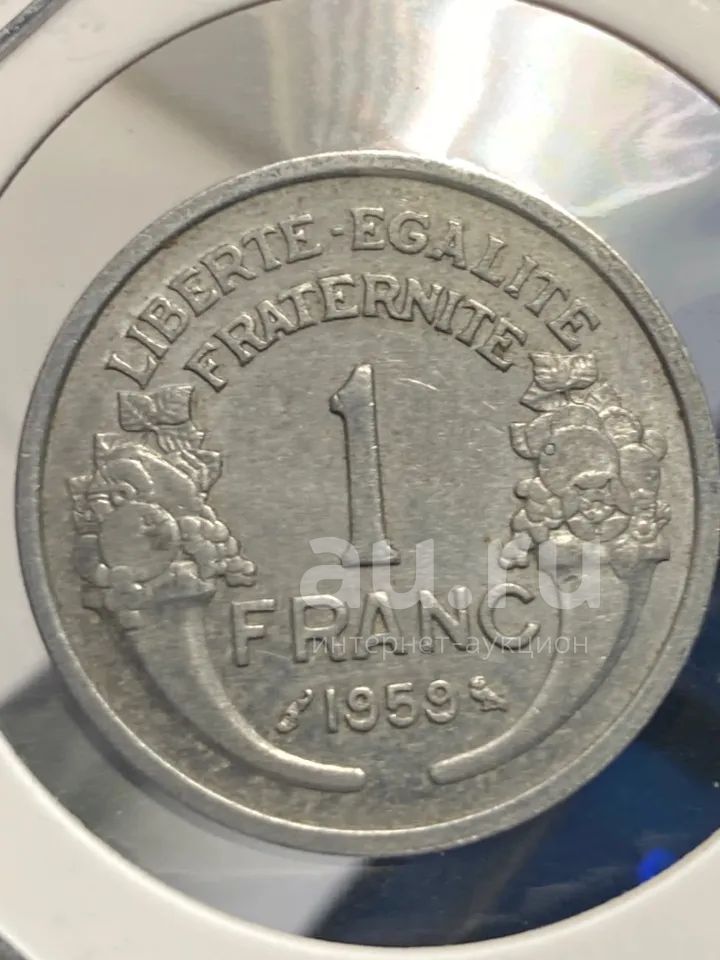 LIBERTE-EGALITE
FRATERNITE
1
FRANC
1959
au.ru
интернет-аукцион